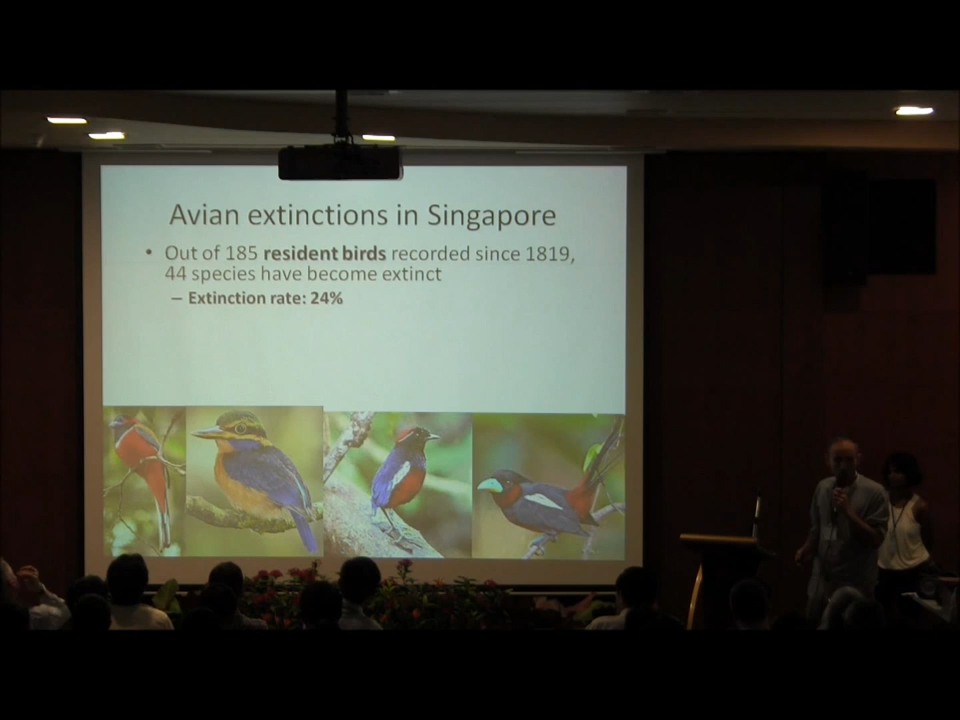 Avian extinctions in Singapore
• Out of 185 resident birds recorded since 1819,
44 species have become extinct
– Extinction rate: 24%